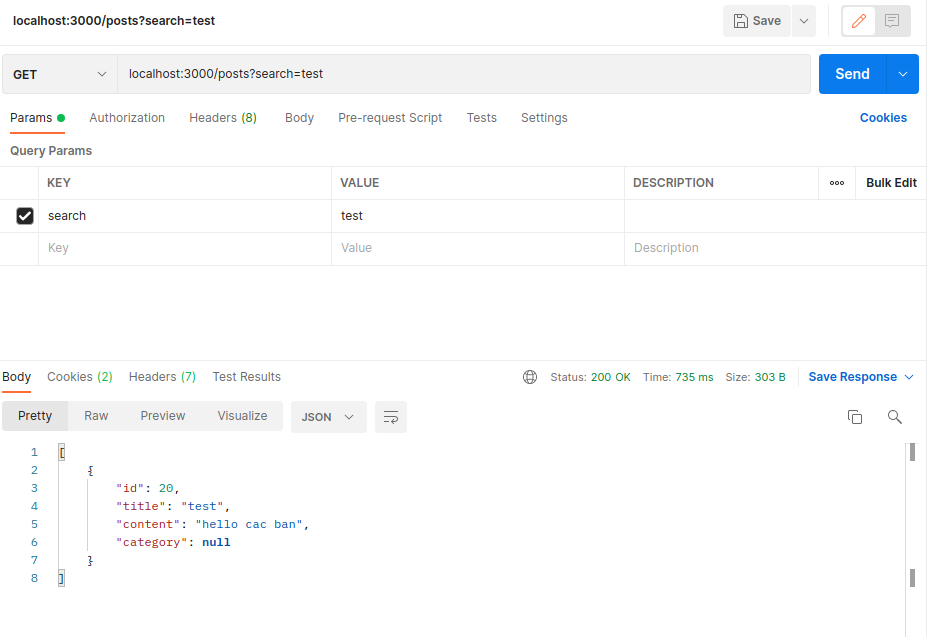 localhost:3000/posts?search=test Save
GET localhost:3000/posts?search=test Send
Params Authorization Headers (8) Body Pre-request Script Tests Settings Cookies
Query Params
KEY VALUE DESCRIPTION ooo Bulk Edit
search test
Key Value Description
Body Cookies (2) Headers (7) Test Results Status: 200 OK Time: 735 ms Size: 303 B Save Response
Pretty Raw Preview Visualize JSON
1 [
2 {
3 "id": 20,
4 "title": "test",
5 "content": "hello cac ban",
6 "category": null
7 }
8 ]